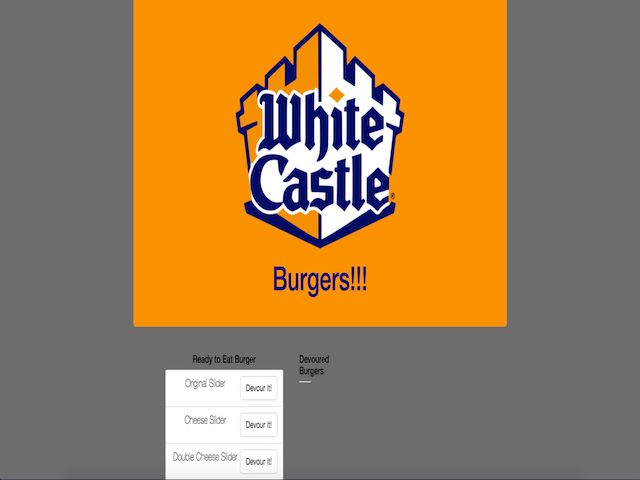 White
Castle®
Burgers!!!
Ready to Eat Burger
Devoured
Burgers
Original Slider
Devour it!
Cheese Slider
Devour it!
Double Cheese Slider
Devour it!